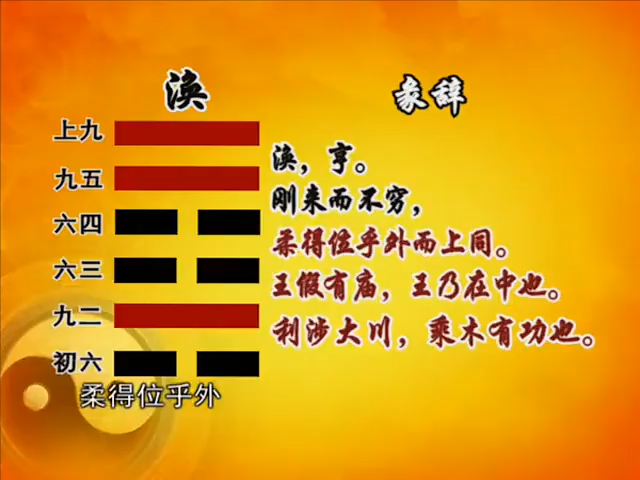 涣
彖辞
上九
九五
六四
六三
九二
初六
涣，亨。
刚来而不穷，
柔得位乎外而上同。
王假有庙，王乃在中也。
利涉大川，乘木有功也。
柔得位乎外